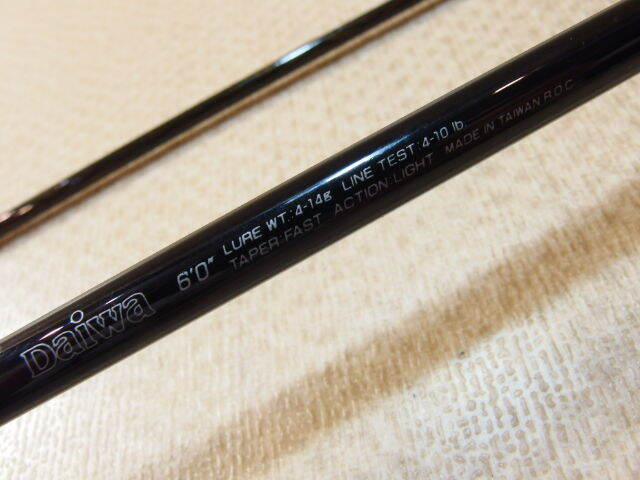 Daiwa 6'0" LURE WT.:4-14g LINE TEST:4-10 lb.
TAPER:FAST ACTION:LIGHT MADE IN TAIWAN R.O.C